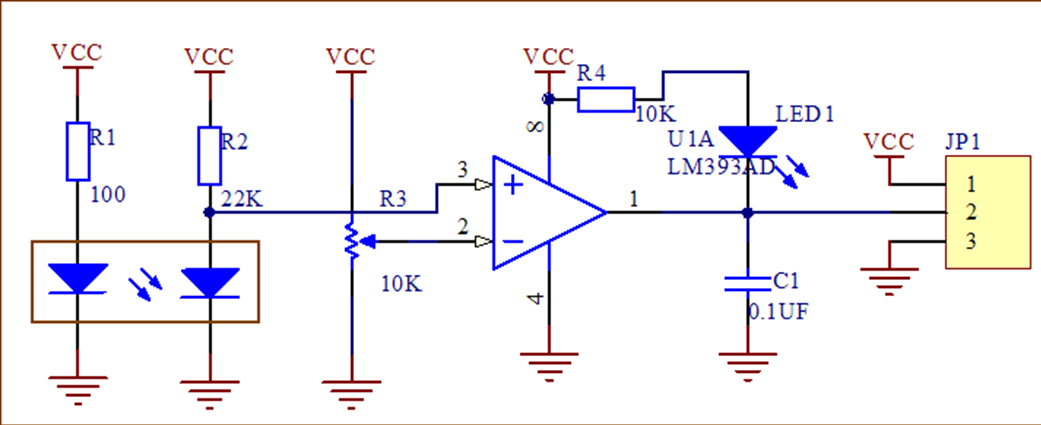 VCC
R1
100
VCC
R2
22K
VCC
R3
10K
3
+
2
−
VCC
8
4
R4
10K
U1A
LM393AD
1
LED1
C1
0.1UF
VCC
JP1
1
2
3